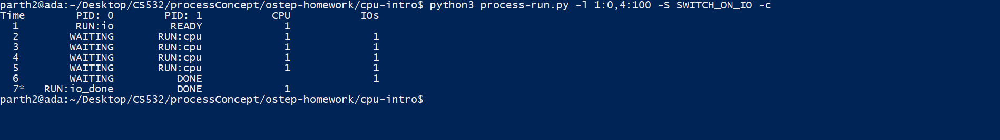 parth2@ada:~/Desktop/CS532/processConcept/ostep-homework/cpu-intro$ python3 process-run.py -l 1:0,4:100 -S SWITCH_ON_IO -c
Time        PID: 0        PID: 1           CPU           IOs
  1         RUN:io         READY             1
  2        WAITING       RUN:cpu             1             1
  3        WAITING       RUN:cpu             1             1
  4        WAITING       RUN:cpu             1             1
  5        WAITING       RUN:cpu             1             1
  6        WAITING          DONE                           1
  7*   RUN:io_done          DONE             1
parth2@ada:~/Desktop/CS532/processConcept/ostep-homework/cpu-intro$